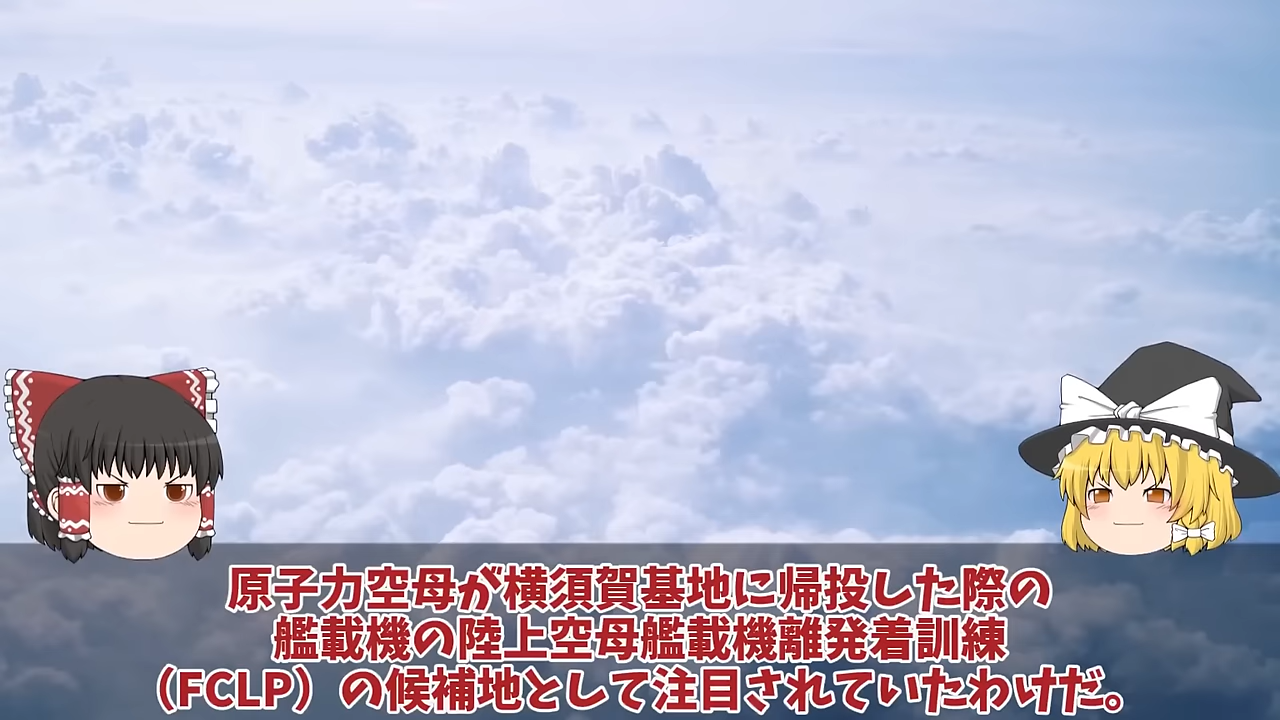 原子力空母が横須賀基地に帰投した際の
艦載機の陸上空母艦載機離発着訓練
（FCLP）の候補地として注目されていたわけだ。